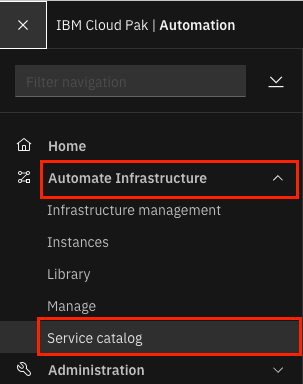 IBM Cloud Pak | Automation
Filter navigation
Home
Automate Infrastructure
Infrastructure management
Instances
Library
Manage
Service catalog
Administration